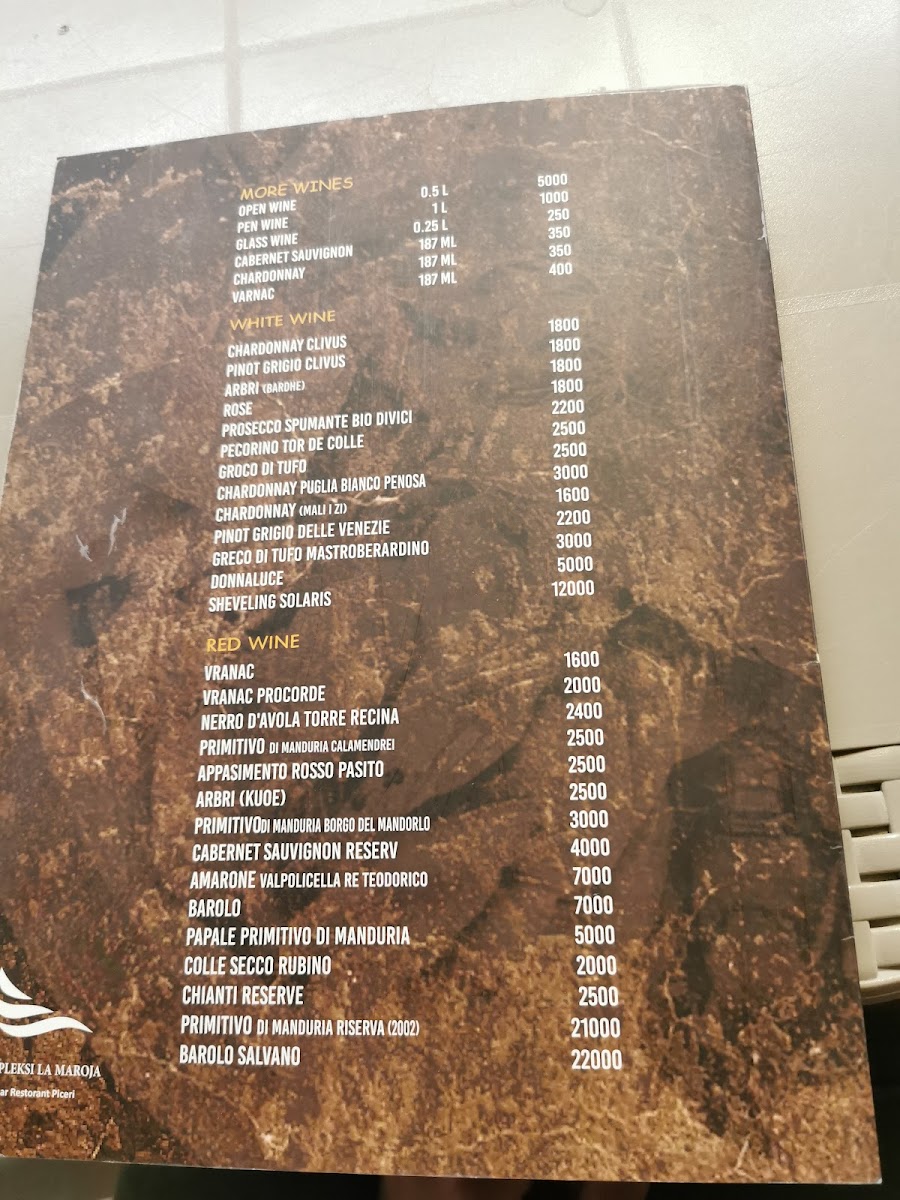 MORE WINES
OPEN WINE 0.5 L 5000
PEN WINE 1 L 1000
GLASS WINE 0.25 L 250
CABERNET SAUVIGNON 187 ML 350
CHARDONNAY 187 ML 350
VARNAC 187 ML 400
WHITE WINE
CHARDONNAY CLIVUS 1800
PINOT GRIGIO CLIVUS 1800
ARBRI (BARDHE) 1800
ROSE 1800
PROSECCO SPUMANTE BIO DIVICI 2200
PECORINO TOR DE COLLE 2500
GROCO DI TUFO 2500
CHARDONNAY PUGLIA BIANCO PENOSA 3000
CHARDONNAY (MALI I ZI) 1600
PINOT GRIGIO DELLE VENEZIE 2200
GRECO DI TUFO MASTROBERARDINO 3000
DONNALUCE 5000
SHEVELING SOLARIS 12000
RED WINE
VRANAC 1600
VRANAC PROCORDE 2000
NERRO D'AVOLA TORRE RECINA 2400
PRIMITIVO DI MANDURIA CALAMENDREI 2500
APPASIMENTO ROSSO PASITO 2500
ARBRI (KUOE) 2500
PRIMITIVO DI MANDURIA BORGO DEL MANDORLO 3000
CABERNET SAUVIGNON RESERV 4000
AMARONE VALPOLICELLA RE TEODORICO 7000
BAROLO 7000
PAPALE PRIMITIVO DI MANDURIA 5000
COLLE SECCO RUBINO 2000
CHIANTI RESERVE 2500
PRIMITIVO DI MANDURIA RISERVA (2002) 21000
BAROLO SALVANO 22000
PLEKSI LA MAROJA
ar Restorant Piceri